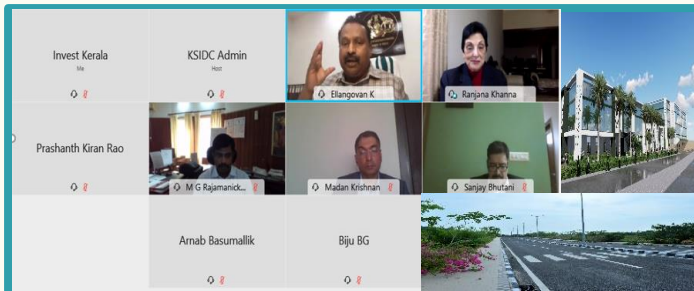 Invest Kerala
Me
KSIDC Admin
Host
Ellangovan K
Ranjana Khanna
Prashanth Kiran Rao
M G Rajamanick...
Madan Krishnan
Sanjay Bhutani
Arnab Basumallik
Biju BG